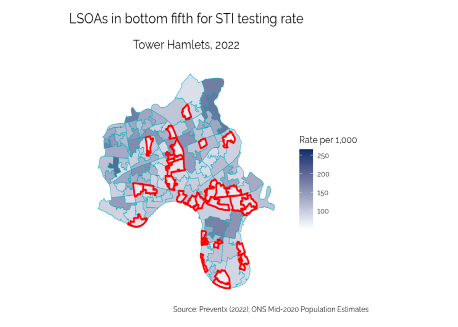 LSOAs in bottom fifth for STI testing rate
Tower Hamlets, 2022
Rate per 1,000
250
200
150
100
Source: Preventx (2022), ONS Mid-2020 Population Estimates